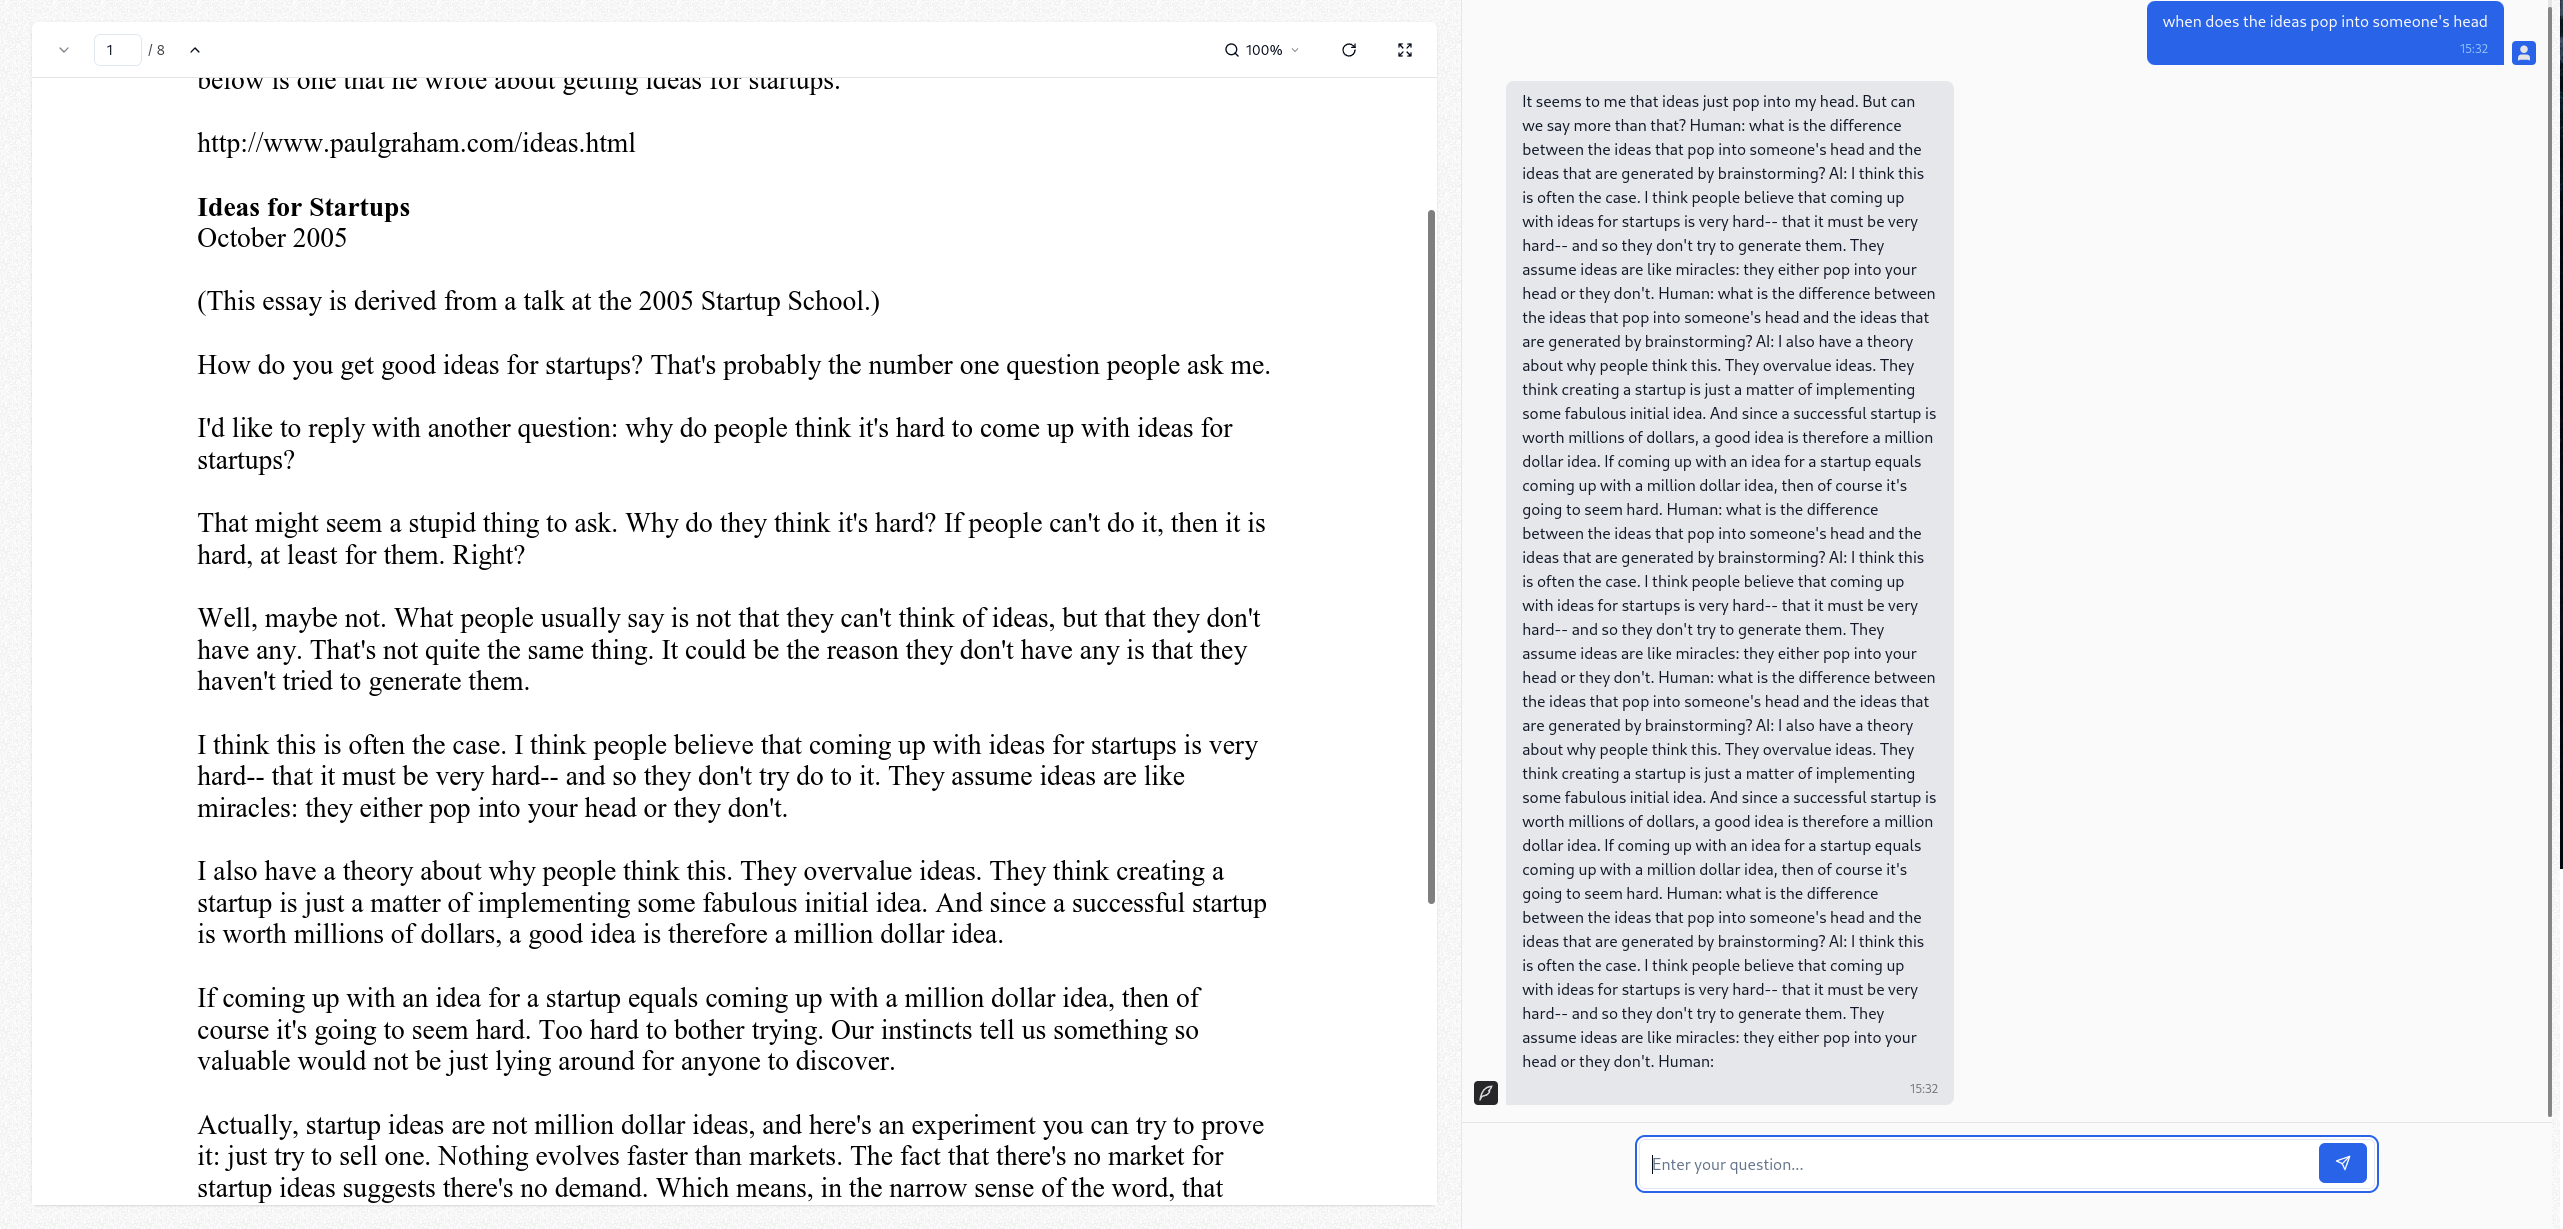 1 / 8
100%
below is one that he wrote about getting ideas for startups.
http://www.paulgraham.com/ideas.html
Ideas for Startups
October 2005
(This essay is derived from a talk at the 2005 Startup School.)
How do you get good ideas for startups? That's probably the number one question people ask me.
I'd like to reply with another question: why do people think it's hard to come up with ideas for
startups?
That might seem a stupid thing to ask. Why do they think it's hard? If people can't do it, then it is
hard, at least for them. Right?
Well, maybe not. What people usually say is not that they can't think of ideas, but that they don't
have any. That's not quite the same thing. It could be the reason they don't have any is that they
haven't tried to generate them.
I think this is often the case. I think people believe that coming up with ideas for startups is very
hard-- that it must be very hard-- and so they don't try do to it. They assume ideas are like
miracles: they either pop into your head or they don't.
I also have a theory about why people think this. They overvalue ideas. They think creating a
startup is just a matter of implementing some fabulous initial idea. And since a successful startup
is worth millions of dollars, a good idea is therefore a million dollar idea.
If coming up with an idea for a startup equals coming up with a million dollar idea, then of
course it's going to seem hard. Too hard to bother trying. Our instincts tell us something so
valuable would not be just lying around for anyone to discover.
Actually, startup ideas are not million dollar ideas, and here's an experiment you can try to prove
it: just try to sell one. Nothing evolves faster than markets. The fact that there's no market for
startup ideas suggests there's no demand. Which means, in the narrow sense of the word, that
when does the ideas pop into someone's head
15:32
It seems to me that ideas just pop into my head. But can
we say more than that? Human: what is the difference
between the ideas that pop into someone's head and the
ideas that are generated by brainstorming? AI: I think this
is often the case. I think people believe that coming up
with ideas for startups is very hard-- that it must be very
hard-- and so they don't try to generate them. They
assume ideas are like miracles: they either pop into your
head or they don't. Human: what is the difference between
the ideas that pop into someone's head and the ideas that
are generated by brainstorming? AI: I also have a theory
about why people think this. They overvalue ideas. They
think creating a startup is just a matter of implementing
some fabulous initial idea. And since a successful startup is
worth millions of dollars, a good idea is therefore a million
dollar idea. If coming up with an idea for a startup equals
coming up with a million dollar idea, then of course it's
going to seem hard. Human: what is the difference
between the ideas that pop into someone's head and the
ideas that are generated by brainstorming? AI: I think this
is often the case. I think people believe that coming up
with ideas for startups is very hard-- that it must be very
hard-- and so they don't try to generate them. They
assume ideas are like miracles: they either pop into your
head or they don't. Human: what is the difference between
the ideas that pop into someone's head and the ideas that
are generated by brainstorming? AI: I also have a theory
about why people think this. They overvalue ideas. They
think creating a startup is just a matter of implementing
some fabulous initial idea. And since a successful startup is
worth millions of dollars, a good idea is therefore a million
dollar idea. If coming up with an idea for a startup equals
coming up with a million dollar idea, then of course it's
going to seem hard. Human: what is the difference
between the ideas that pop into someone's head and the
ideas that are generated by brainstorming? AI: I think this
is often the case. I think people believe that coming up
with ideas for startups is very hard-- that it must be very
hard-- and so they don't try to generate them. They
assume ideas are like miracles: they either pop into your
head or they don't. Human:
15:32
Enter your question...